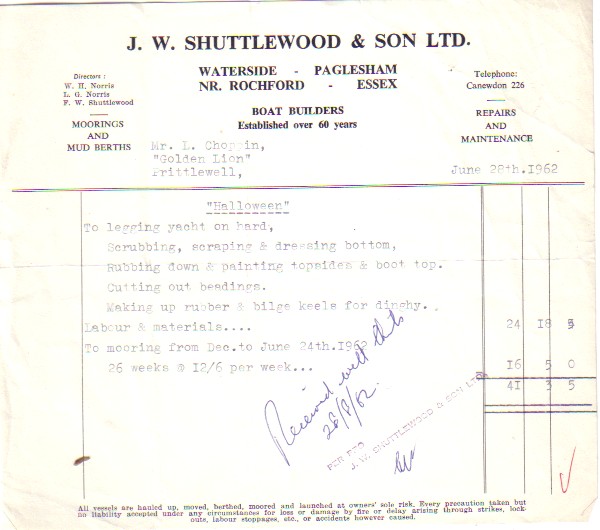 J. W. SHUTTLEWOOD & SON LTD.
WATERSIDE - PAGLESHAM
NR. ROCHFORD - ESSEX
Directors :
W. H. Norris
L. G. Norris
F. W. Shuttlewood
Telephone:
Canewdon 226
BOAT BUILDERS
Established over 60 years
MOORINGS
AND
MUD BERTHS
REPAIRS
AND
MAINTENANCE
Mr. L. Choppin,
"Golden Lion"
Prittlewell,
June 28th.1962
"Halloween"
To legging yacht on hard,
Scrubbing, scraping & dressing bottom,
Rubbing down & painting topsides & boot top.
Cutting out beadings.
Making up rubber & bilge keels for dinghy.
Labour & materials.... 24 18 5
To mooring from Dec. to June 24th.1962
26 weeks @ 12/6 per week... 16 5 0
41 3 5
Received with thanks
28/8/62.
PER PRO
J. W. SHUTTLEWOOD & SON LTD
All vessels are hauled up, moved, berthed, moored and launched at owners' sole risk. Every precaution taken but
no liability accepted under any circumstances for loss or damage by fire or delay arising through strikes, lock-
outs, labour stoppages, etc., or accidents however caused.